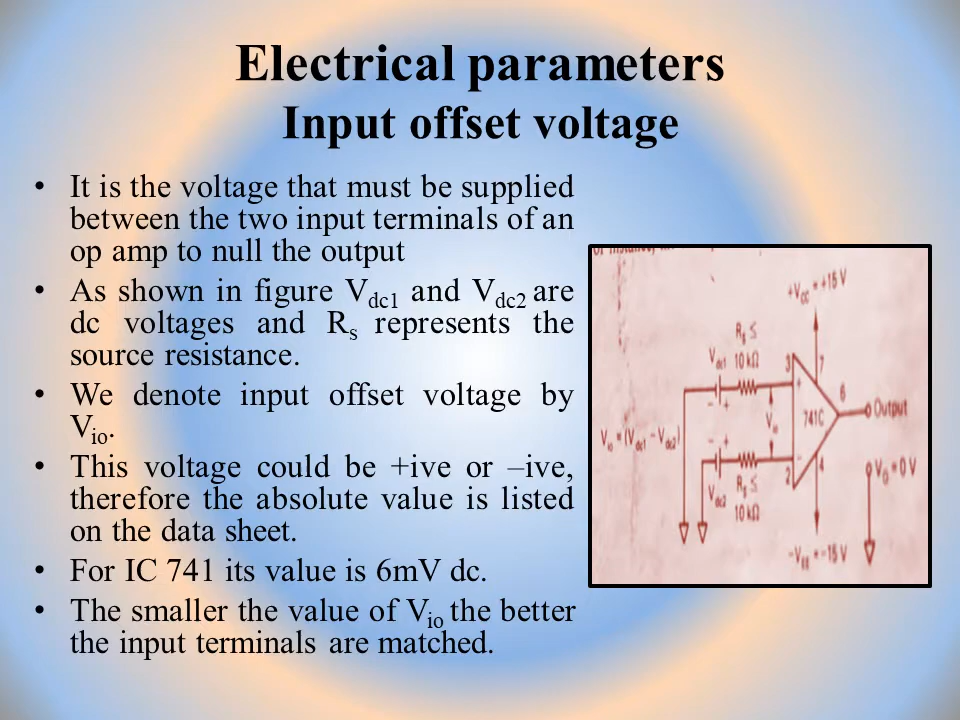 Electrical parameters
Input offset voltage
• It is the voltage that must be supplied
between the two input terminals of an
op amp to null the output
• As shown in figure Vdc1 and Vdc2 are
dc voltages and Rs represents the
source resistance.
• We denote input offset voltage by
Vio.
• This voltage could be +ive or –ive,
therefore the absolute value is listed
on the data sheet.
• For IC 741 its value is 6mV dc.
• The smaller the value of Vio the better
the input terminals are matched.
+VCC = +15 V
RS ≤
10 kΩ
Vdc1
3
7
+
6
741C
Output
Vio = (Vdc1 - Vdc2)
Vio
- +
- +
–
2
4
Vdc2
RS ≤
10 kΩ
VO = 0 V
-VEE = -15 V